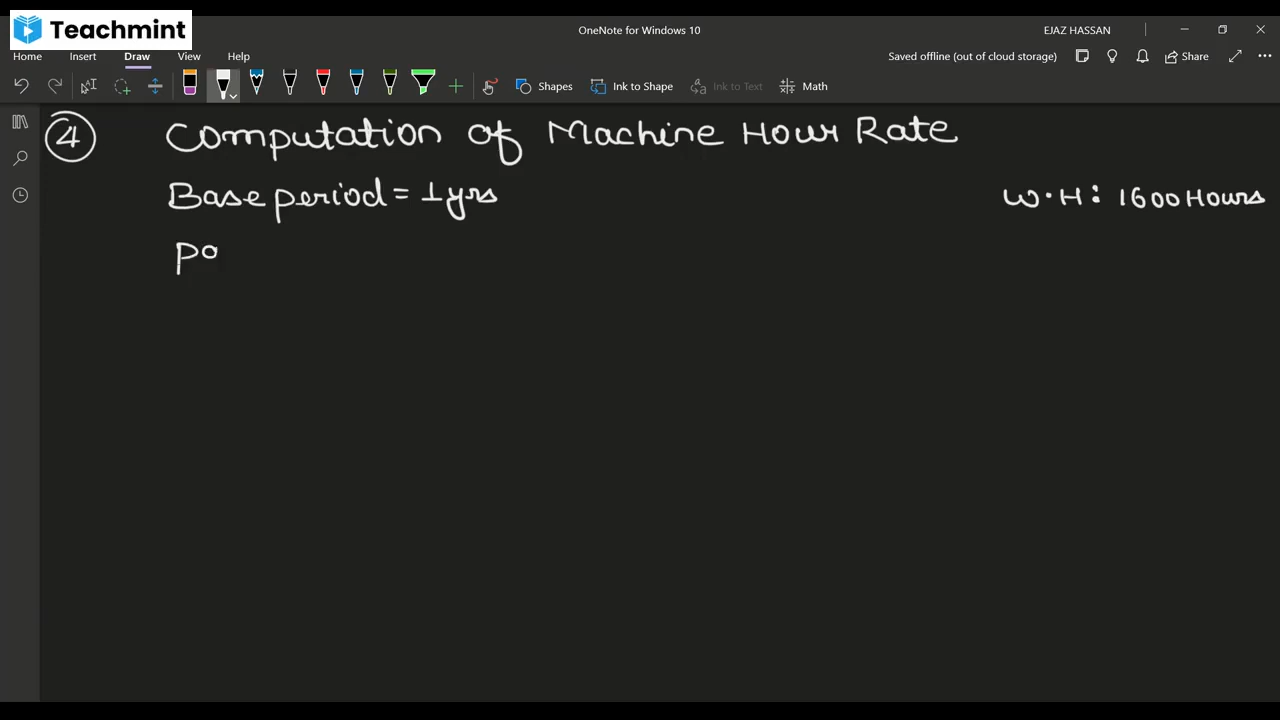 Teachmint
OneNote for Windows 10
EJAZ HASSAN
Home Insert Draw View Help
Saved offline (out of cloud storage)
Share
Shapes Ink to Shape Ink to Text Math
4 Computation of Machine Hour Rate
Base period = 1 yrs
W.H: 1600 Hours
Po